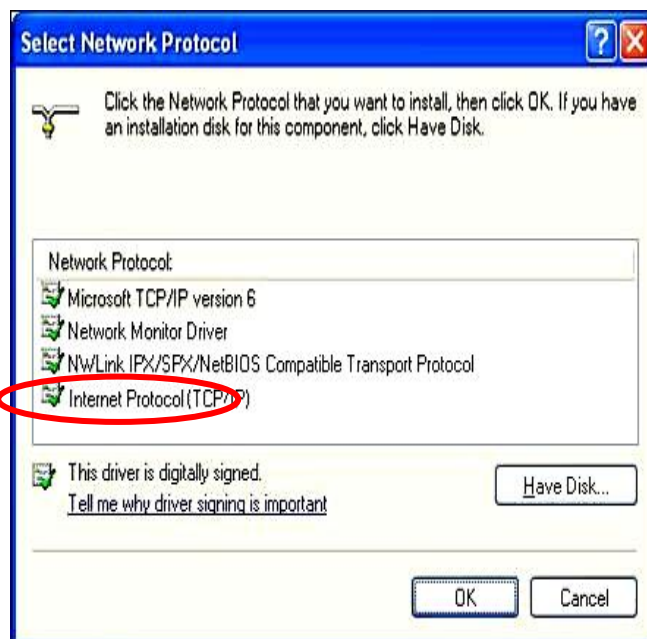 Select Network Protocol
Click the Network Protocol that you want to install, then click OK. If you have
an installation disk for this component, click Have Disk.
Network Protocol:
Microsoft TCP/IP version 6
Network Monitor Driver
NWLink IPX/SPX/NetBIOS Compatible Transport Protocol
Internet Protocol (TCP/IP)
This driver is digitally signed.
Tell me why driver signing is important
Have Disk...
OK
Cancel